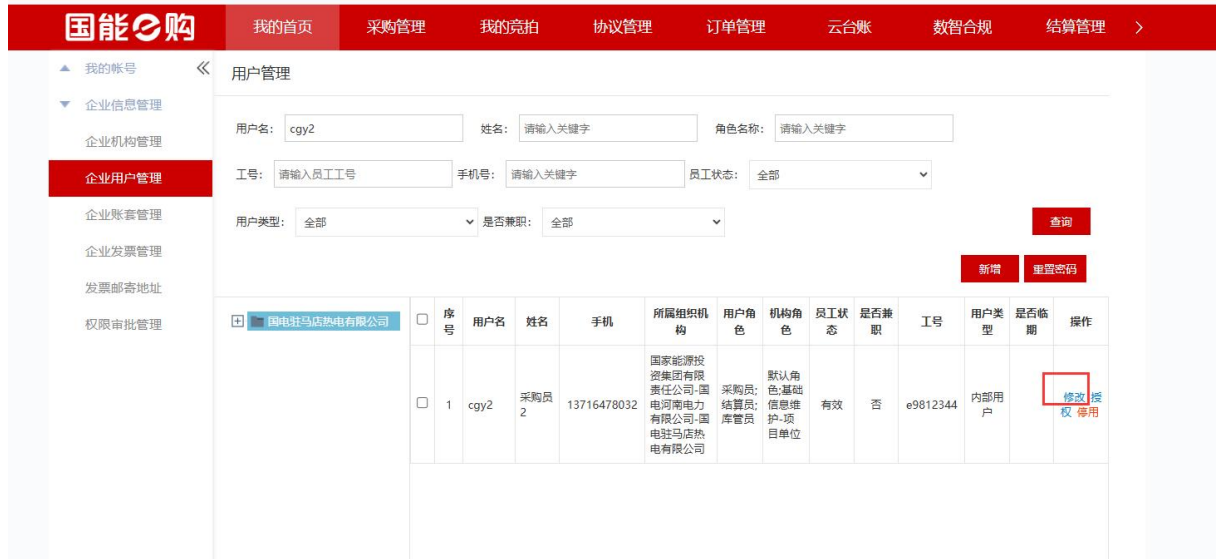 国能e购 我的首页 采购管理 我的竞拍 协议管理 订单管理 云台账 数智合规 结算管理
我的帐号
用户管理
企业信息管理
企业机构管理
企业用户管理
企业账套管理
企业发票管理
发票邮寄地址
权限审批管理
用户名: cgy2 姓名: 请输入关键字 角色名称: 请输入关键字
工号: 请输入员工工号 手机号: 请输入关键字 员工状态: 全部
用户类型: 全部 是否兼职: 全部 查询
新增 重置密码
国电驻马店热电有限公司
序号 用户名 姓名 手机 所属组织机构 用户角色 机构角色 员工状态 是否兼职 工号 用户类型 是否临期 操作
1 cgy2 采购员2 13716478032 国家能源投资集团有限责任公司-国电河南电力有限公司-国电驻马店热电有限公司 采购员;结算员;库管员 默认角色;基础信息维护-项目单位 有效 否 e9812344 内部用户 修改 授权 停用